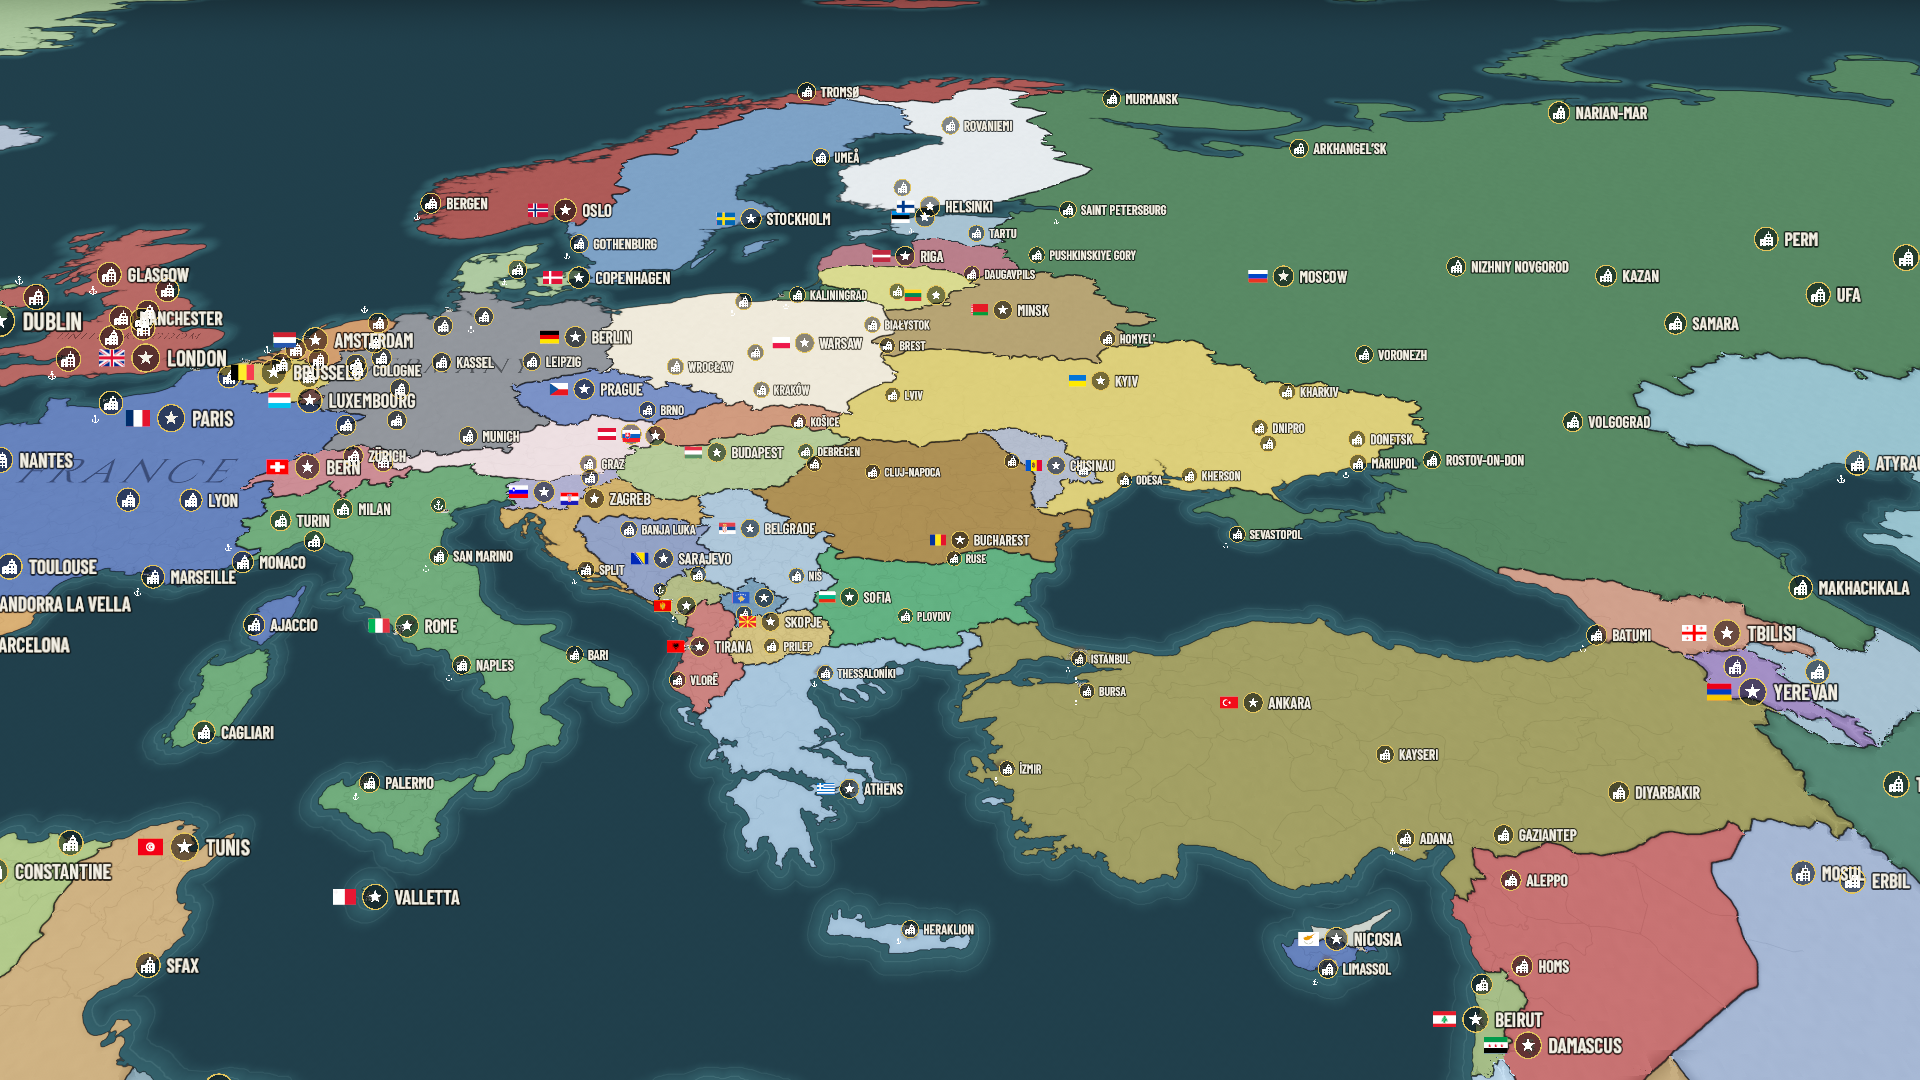 TROMSØ
MURMANSK
NARIAN-MAR
ROVANIEMI
ARKHANGEL'SK
UMEÅ
BERGEN
OSLO
STOCKHOLM
HELSINKI
SAINT PETERSBURG
TARTU
PERM
GOTHENBURG
RIGA
PUSHKINSKIYE GORY
NIZHNIY NOVGOROD
KAZAN
MOSCOW
GLASGOW
COPENHAGEN
DAUGAVPILS
UFA
KALININGRAD
MINSK
DUBLIN
MANCHESTER
BIAŁYSTOK
SAMARA
AMSTERDAM
BERLIN
WARSAW
BREST
HOMYEL'
VORONEZH
LONDON
KASSEL
LEIPZIG
WROCŁAW
BRUSSELS
COLOGNE
PRAGUE
KRAKÓW
LVIV
KYIV
KHARKIV
LUXEMBOURG
BRNO
PARIS
KOŠICE
DNIPRO
VOLGOGRAD
MUNICH
DONETSK
NANTES
FRANCE
ZÜRICH
BERN
GRAZ
BUDAPEST
DEBRECEN
CLUJ-NAPOCA
CHISINAU
MARIUPOL
ROSTOV-ON-DON
ATYRAU
ODESA
KHERSON
LYON
MILAN
ZAGREB
TURIN
BANJA LUKA
BELGRADE
BUCHAREST
SEVASTOPOL
TOULOUSE
MONACO
SAN MARINO
SPLIT
SARAJEVO
RUSE
MARSEILLE
NIŠ
MAKHACHKALA
ANDORRA LA VELLA
SOFIA
AJACCIO
ROME
SKOPJE
PLOVDIV
BATUMI
TBILISI
ARCELONA
TIRANA
PRILEP
NAPLES
BARI
ISTANBUL
VLORË
THESSALONÍKI
BURSA
YEREVAN
ANKARA
CAGLIARI
KAYSERI
İZMIR
PALERMO
ATHENS
DIYARBAKIR
T
TUNIS
ADANA
GAZIANTEP
CONSTANTINE
MOSUL
ERBIL
ALEPPO
VALLETTA
HERAKLION
NICOSIA
SFAX
LIMASSOL
HOMS
BEIRUT
DAMASCUS